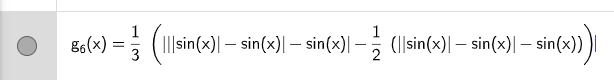 g₆(x) = 1/3 (||||sin(x)| − sin(x)| − sin(x)| − 1/2 (||sin(x)| − sin(x)| − sin(x))|